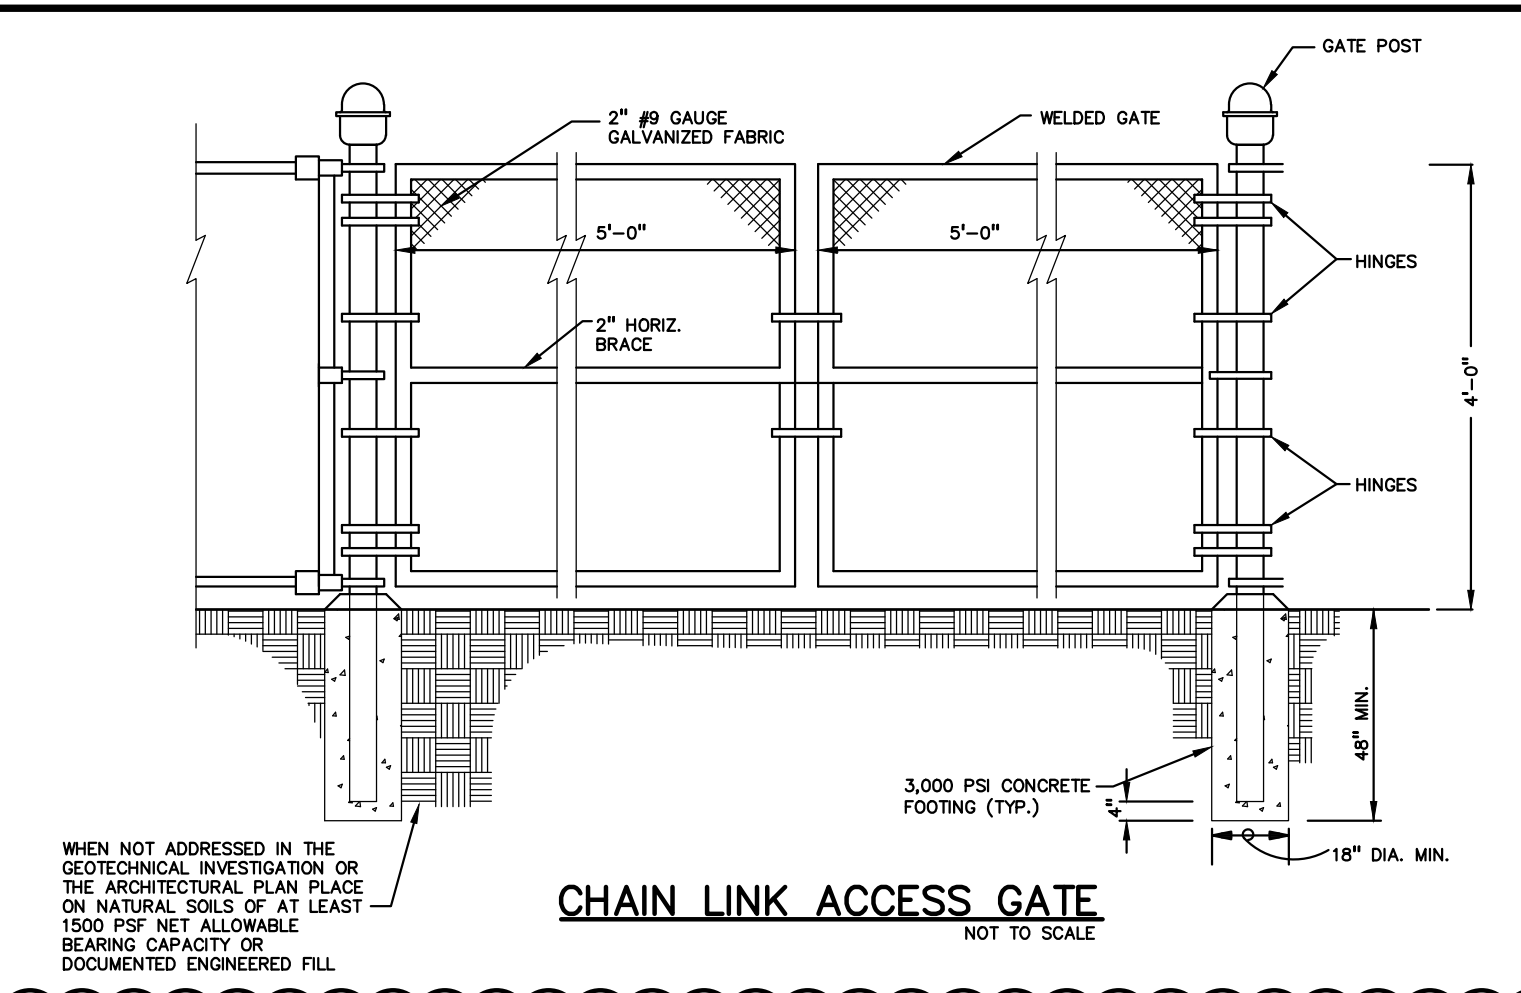 GATE POST
2" #9 GAUGE
GALVANIZED FABRIC
WELDED GATE
5'-0"
5'-0"
HINGES
2" HORIZ.
BRACE
4'-0"
HINGES
48" MIN.
3,000 PSI CONCRETE
FOOTING (TYP.)
4"
18" DIA. MIN.
WHEN NOT ADDRESSED IN THE
GEOTECHNICAL INVESTIGATION OR
THE ARCHITECTURAL PLAN PLACE
ON NATURAL SOILS OF AT LEAST
1500 PSF NET ALLOWABLE
BEARING CAPACITY OR
DOCUMENTED ENGINEERED FILL
CHAIN LINK ACCESS GATE
NOT TO SCALE